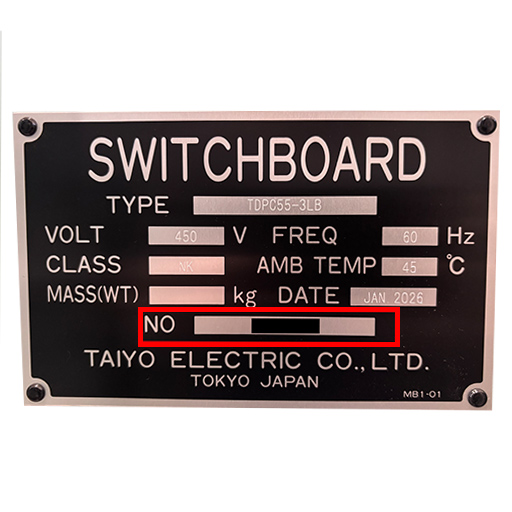 SWITCHBOARD
TYPE TDPC55-3LB
VOLT 450 V FREQ 60 Hz
CLASS NK AMB TEMP 45 °C
MASS(WT) kg DATE JAN 2026
NO
TAIYO ELECTRIC CO.,LTD.
TOKYO JAPAN
MB1-01